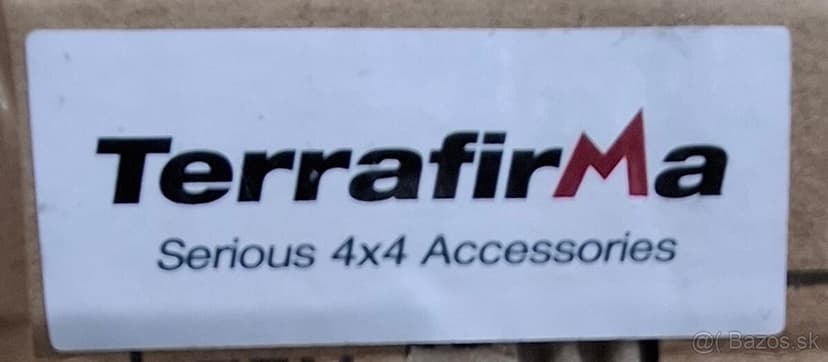 TerrafirMa
Serious 4x4 Accessories
@( Bazos.sk